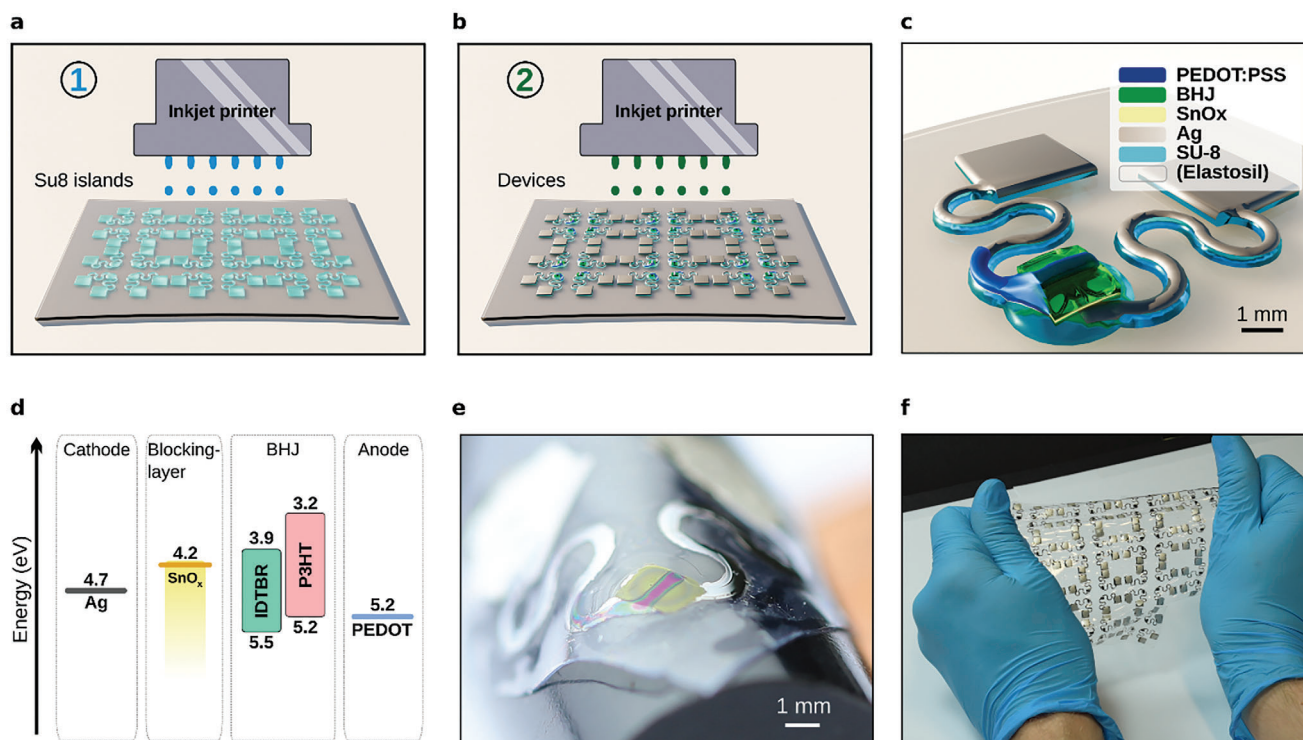 a
1
Inkjet printer
Su8 islands
b
2
Inkjet printer
Devices
c
PEDOT:PSS
BHJ
SnOx
Ag
SU-8
(Elastosil)
1 mm
d
Energy (eV)
Cathode
4.7
Ag
Blocking-
layer
4.2
SnOₓ
BHJ
3.9
IDTBR
5.5
3.2
P3HT
5.2
Anode
5.2
PEDOT
e
1 mm
f